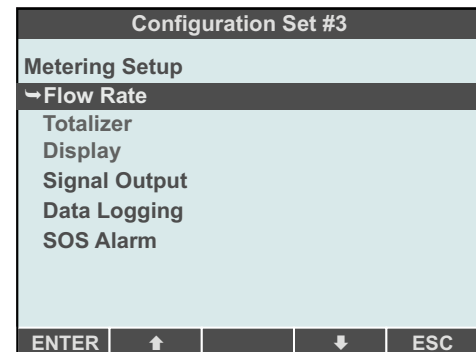 Configuration Set #3
Metering Setup
➥Flow Rate
Totalizer
Display
Signal Output
Data Logging
SOS Alarm
ENTER ⬆ ⬇ ESC